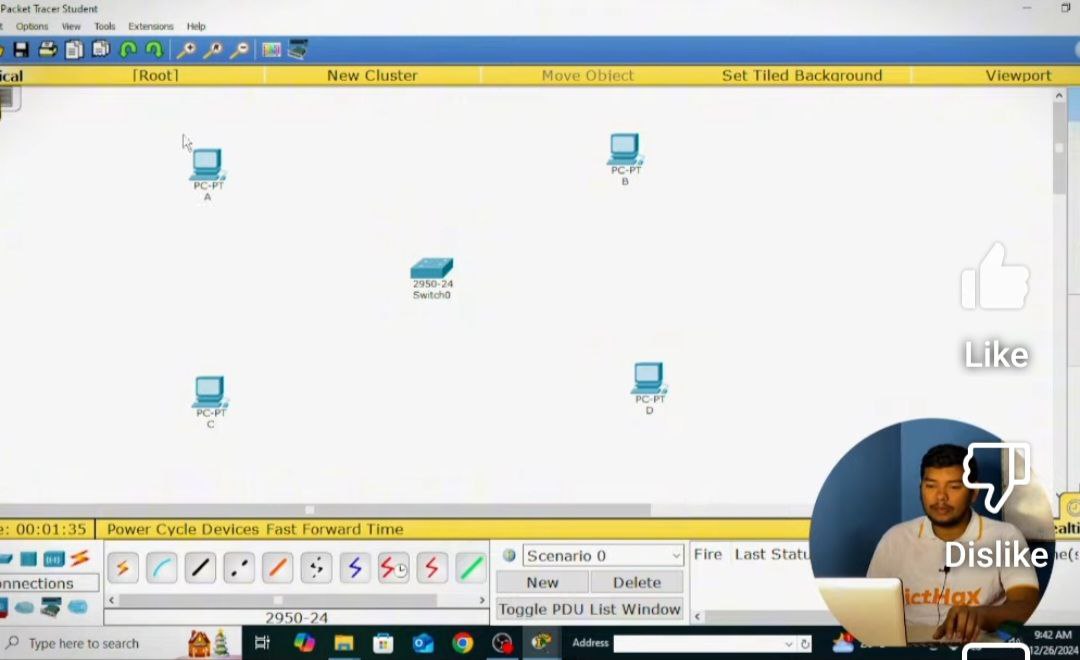 Packet Tracer Student
Options View Tools Extensions Help
[Root] New Cluster Move Object Set Tiled Background Viewport
PC-PT
A
PC-PT
B
2950-24
Switch0
PC-PT
C
PC-PT
D
Like
Dislike
00:01:35 Power Cycle Devices Fast Forward Time
Scenario 0
Fire Last Statu
New Delete
Toggle PDU List Window
2950-24
ictHax
Type here to search
Address
9:42 AM
12/26/2024